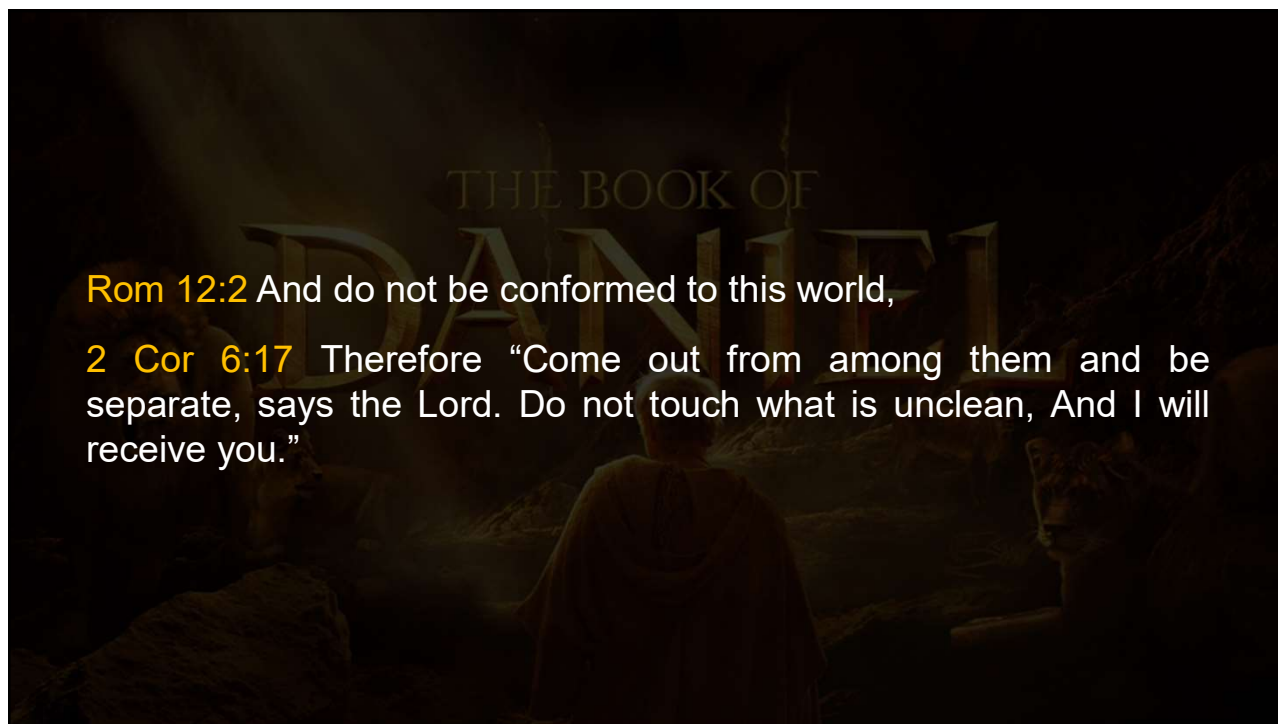 THE BOOK OF
DANIEL
Rom 12:2 And do not be conformed to this world,
2 Cor 6:17 Therefore “Come out from among them and be
separate, says the Lord. Do not touch what is unclean, And I will
receive you.”